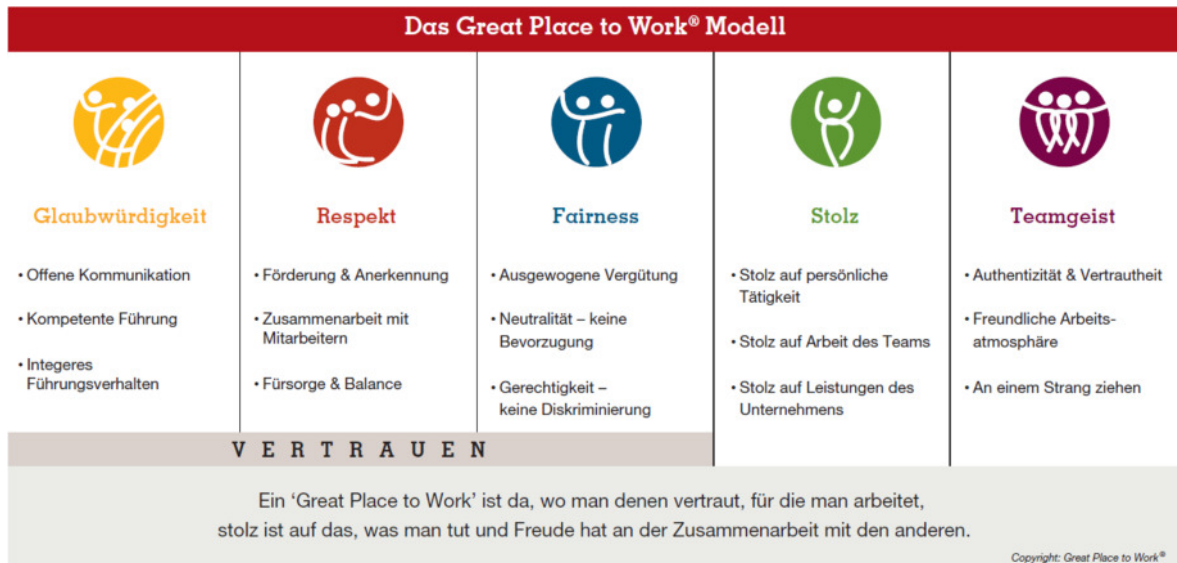 Das Great Place to Work® Modell
Glaubwürdigkeit
• Offene Kommunikation
• Kompetente Führung
• Integeres
Führungsverhalten
Respekt
• Förderung & Anerkennung
• Zusammenarbeit mit
Mitarbeitern
• Fürsorge & Balance
Fairness
• Ausgewogene Vergütung
• Neutralität – keine
Bevorzugung
• Gerechtigkeit –
keine Diskriminierung
Stolz
• Stolz auf persönliche
Tätigkeit
• Stolz auf Arbeit des Teams
• Stolz auf Leistungen des
Unternehmens
Teamgeist
• Authentizität & Vertrautheit
• Freundliche Arbeits-
atmosphäre
• An einem Strang ziehen
VERTRAUEN
Ein ‘Great Place to Work’ ist da, wo man denen vertraut, für die man arbeitet,
stolz ist auf das, was man tut und Freude hat an der Zusammenarbeit mit den anderen.
Copyright: Great Place to Work®